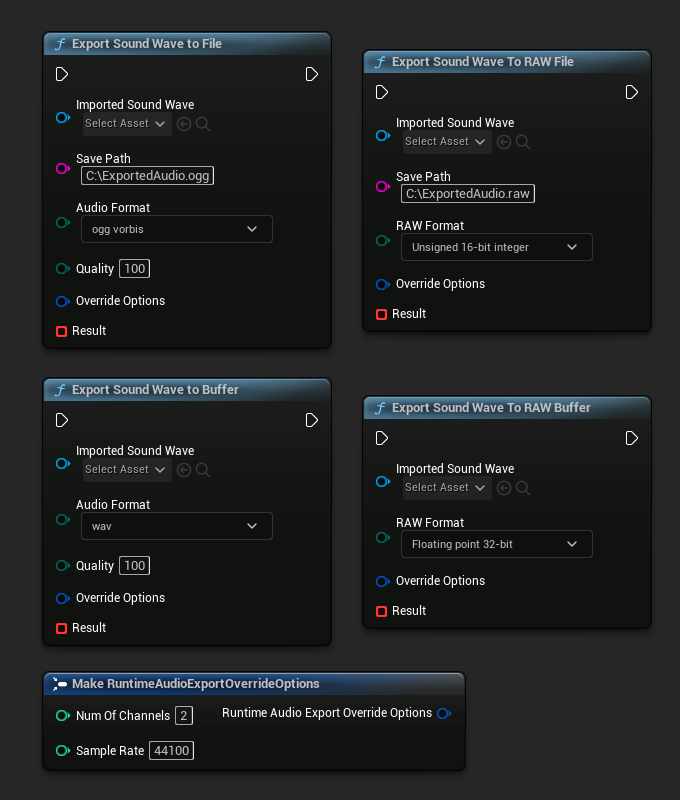 Export Sound Wave to File
Imported Sound Wave
Select Asset
Save Path
C:\ExportedAudio.ogg
Audio Format
ogg vorbis
Quality 100
Override Options
Result
Export Sound Wave To RAW File
Imported Sound Wave
Select Asset
Save Path
C:\ExportedAudio.raw
RAW Format
Unsigned 16-bit integer
Override Options
Result
Export Sound Wave to Buffer
Imported Sound Wave
Select Asset
Audio Format
wav
Quality 100
Override Options
Result
Export Sound Wave To RAW Buffer
Imported Sound Wave
Select Asset
RAW Format
Floating point 32-bit
Override Options
Result
Make RuntimeAudioExportOverrideOptions
Num Of Channels 2 Runtime Audio Export Override Options
Sample Rate 44100